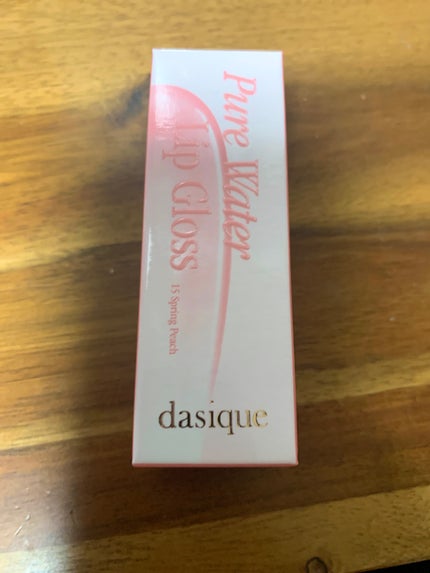 Pure Water
Lip Gloss
15 Spring Peach
dasique